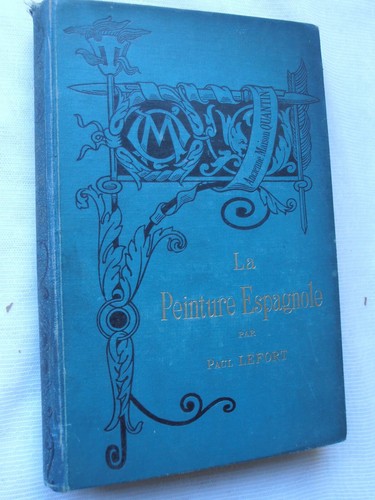 Ancienne Maison QUANTIN
La
Peinture Espagnole
PAR
PAUL LEFORT